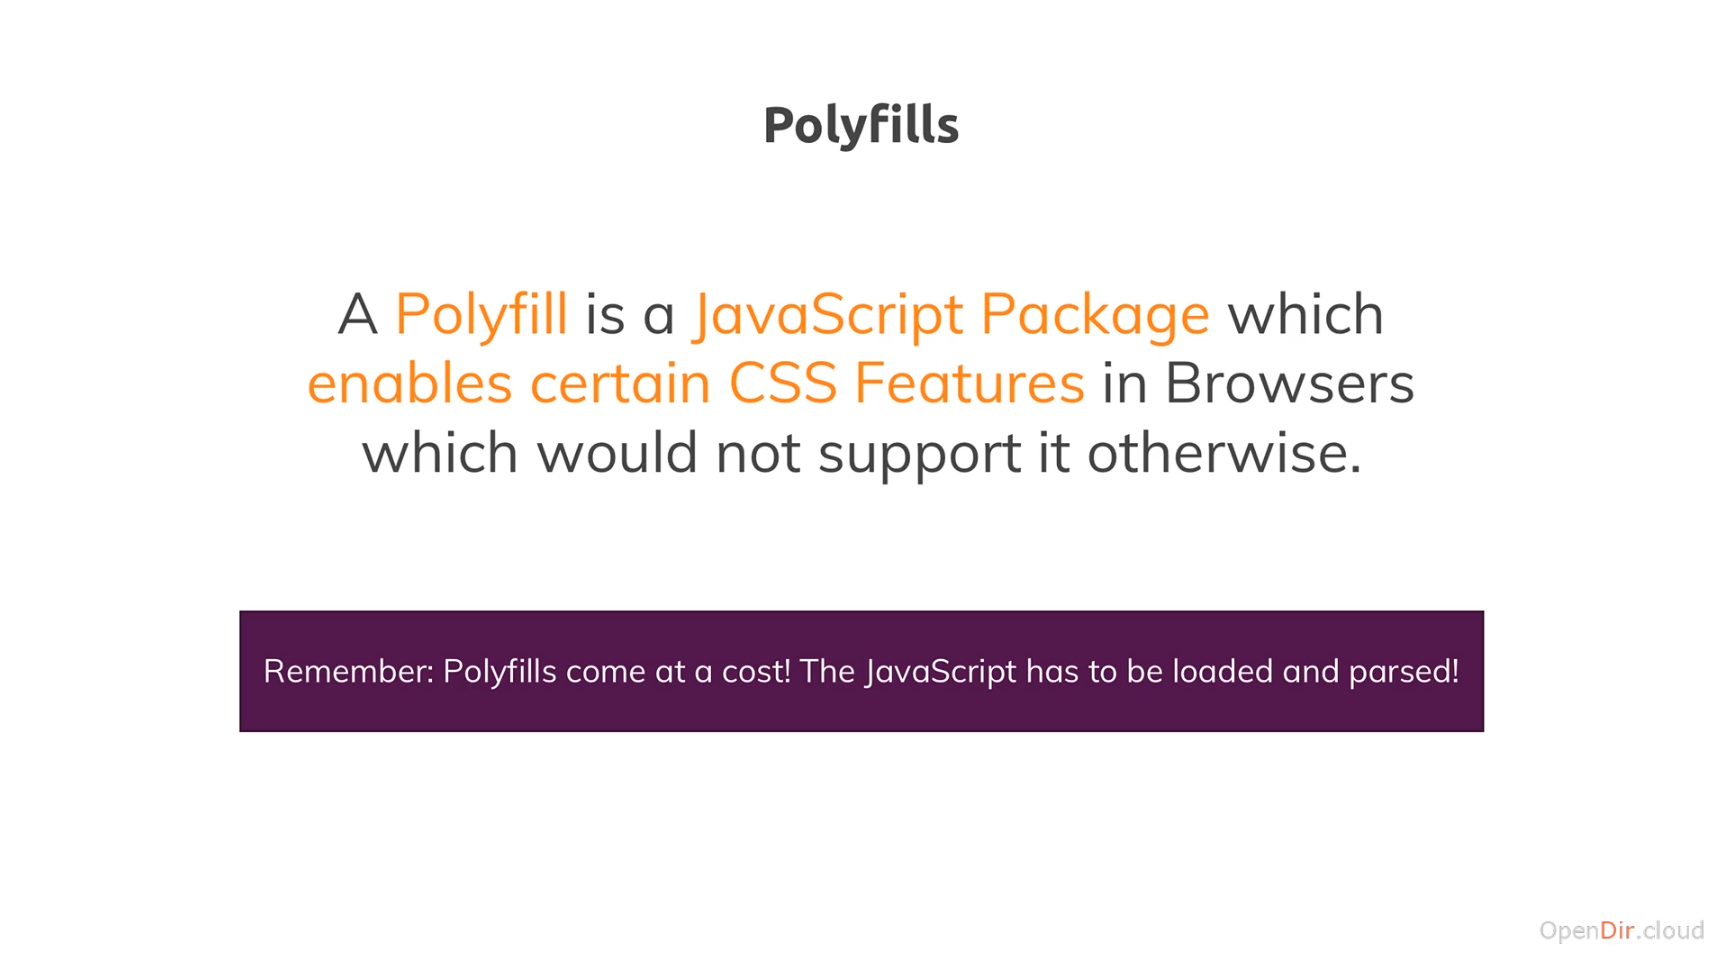 Polyfills
A Polyfill is a JavaScript Package which
enables certain CSS Features in Browsers
which would not support it otherwise.
Remember: Polyfills come at a cost! The JavaScript has to be loaded and parsed!
OpenDir.cloud